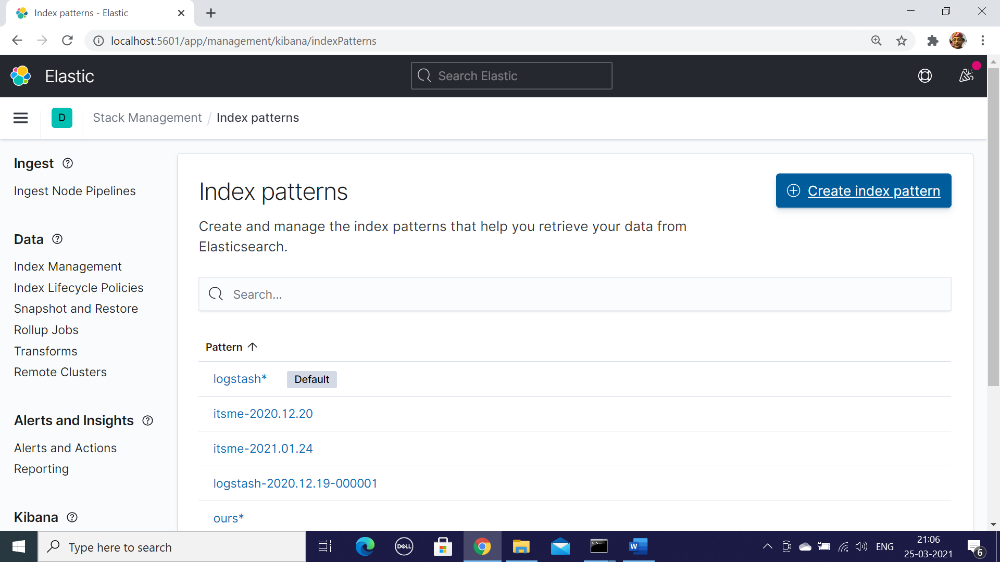 Index patterns - Elastic
localhost:5601/app/management/kibana/indexPatterns
Elastic
Search Elastic
D
Stack Management / Index patterns
Ingest
Ingest Node Pipelines
Data
Index Management
Index Lifecycle Policies
Snapshot and Restore
Rollup Jobs
Transforms
Remote Clusters
Alerts and Insights
Alerts and Actions
Reporting
Kibana
Index patterns
Create index pattern
Create and manage the index patterns that help you retrieve your data from
Elasticsearch.
Search...
Pattern
logstash* Default
itsme-2020.12.20
itsme-2021.01.24
logstash-2020.12.19-000001
ours*
Type here to search
DELL
W
ENG
21:06
25-03-2021
6